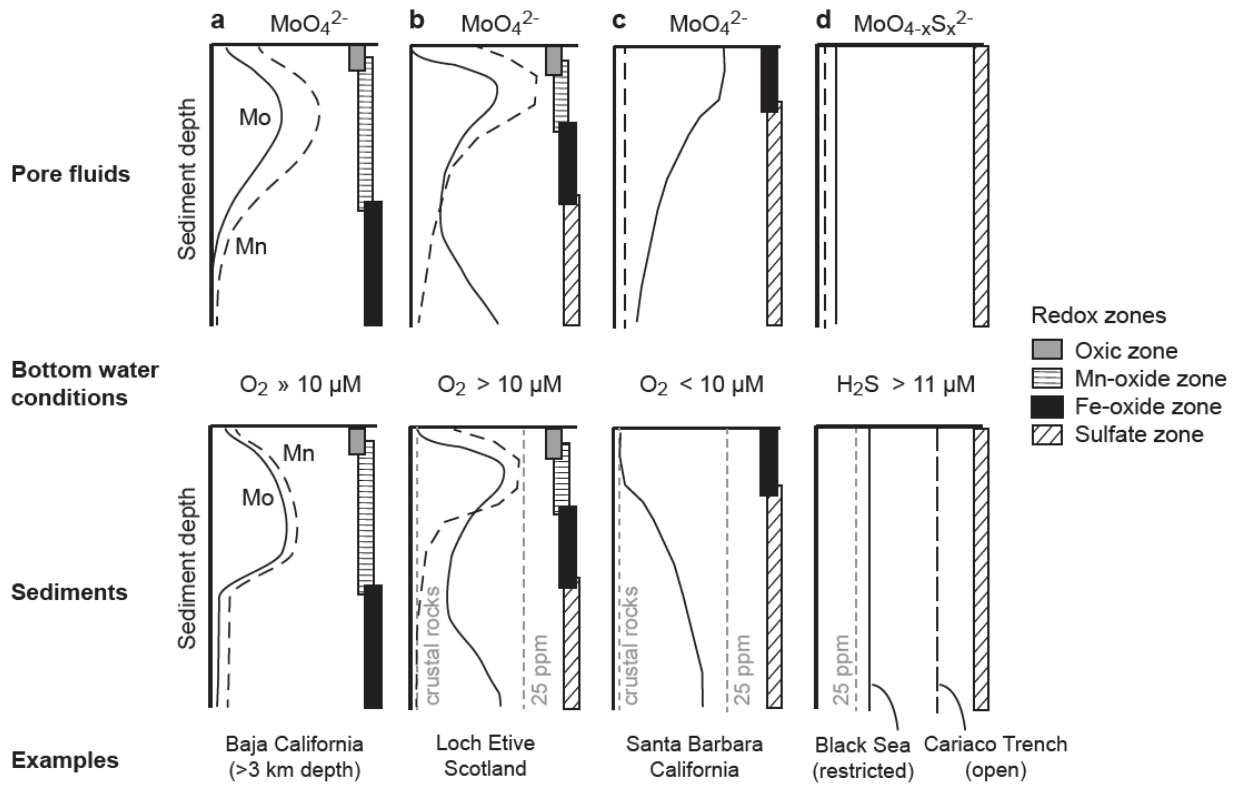 a b c d
MoO₄²⁻ MoO₄²⁻ MoO₄²⁻ MoO₄₋ₓSₓ²⁻
Pore fluids
Sediment depth
Mo
Mn
Redox zones
Oxic zone
Mn-oxide zone
Fe-oxide zone
Sulfate zone
Bottom water
conditions
O₂ » 10 µM O₂ > 10 µM O₂ < 10 µM H₂S > 11 µM
Sediments
Sediment depth
Mn
Mo
crustal rocks
25 ppm
crustal rocks
25 ppm
25 ppm
Examples
Baja California
(>3 km depth)
Loch Etive
Scotland
Santa Barbara
California
Black Sea
(restricted)
Cariaco Trench
(open)